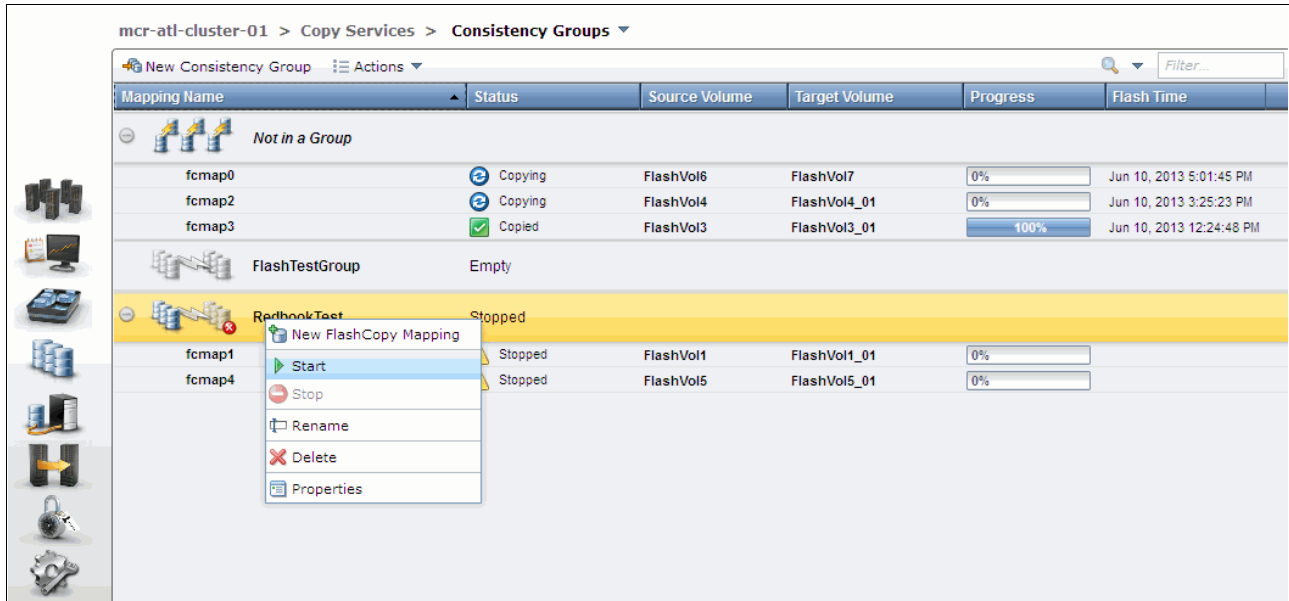 mcr-atl-cluster-01 > Copy Services > Consistency Groups
New Consistency Group Actions Filter...
Mapping Name Status Source Volume Target Volume Progress Flash Time
Not in a Group
fcmap0 Copying FlashVol6 FlashVol7 0% Jun 10, 2013 5:01:45 PM
fcmap2 Copying FlashVol4 FlashVol4_01 0% Jun 10, 2013 3:25:23 PM
fcmap3 Copied FlashVol3 FlashVol3_01 100% Jun 10, 2013 12:24:48 PM
FlashTestGroup Empty
RedbookTest Stopped
New FlashCopy Mapping
fcmap1 Stopped FlashVol1 FlashVol1_01 0%
Start
fcmap4 Stopped FlashVol5 FlashVol5_01 0%
Stop
Rename
Delete
Properties